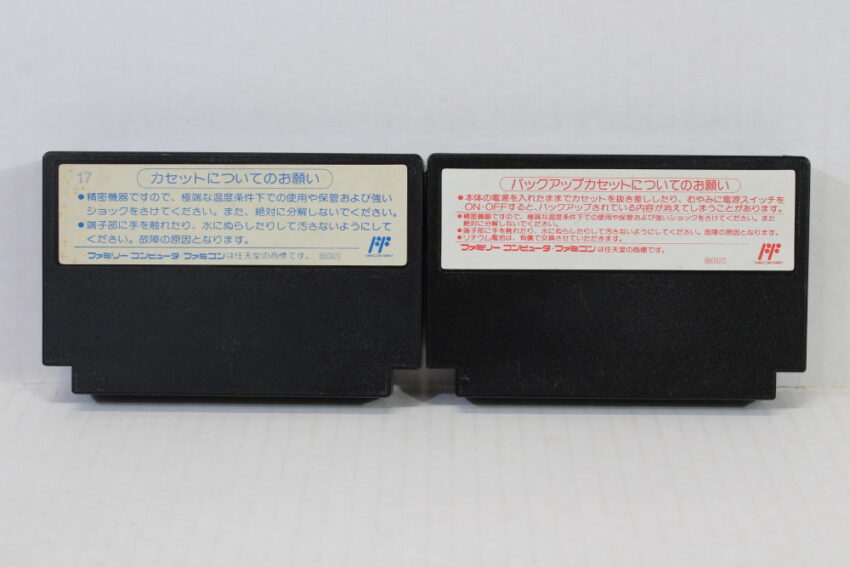 17
カセットについてのお願い
●精密機器ですので、極端な温度条件下での使用や保管および強い
ショックをさけてください。また、絶対に分解しないでください。
●端子部に手を触れたり、水にぬらしたりして汚さないようにして
ください。故障の原因となります。
ファミリー コンピュータ・ファミコンは任天堂の商標です。 880920
バックアップカセットについてのお願い
●本体の電源を入れたままでカセットを抜き差ししたり、むやみに電源スイッチを
ON・OFFすると、バックアップされている内容が消えてしまうことがあります。
●精密機器ですので、極端な温度条件下での使用や保管および強いショックをさけてください。また
絶対に分解しないでください。
●端子部に手を触れたり、水にぬらしたりして汚さないようにしてください。故障の原因となります。
●リチウム電池は、有償で交換させていただきます。
ファミリー コンピュータ・ファミコンは任天堂の商標です。 880920